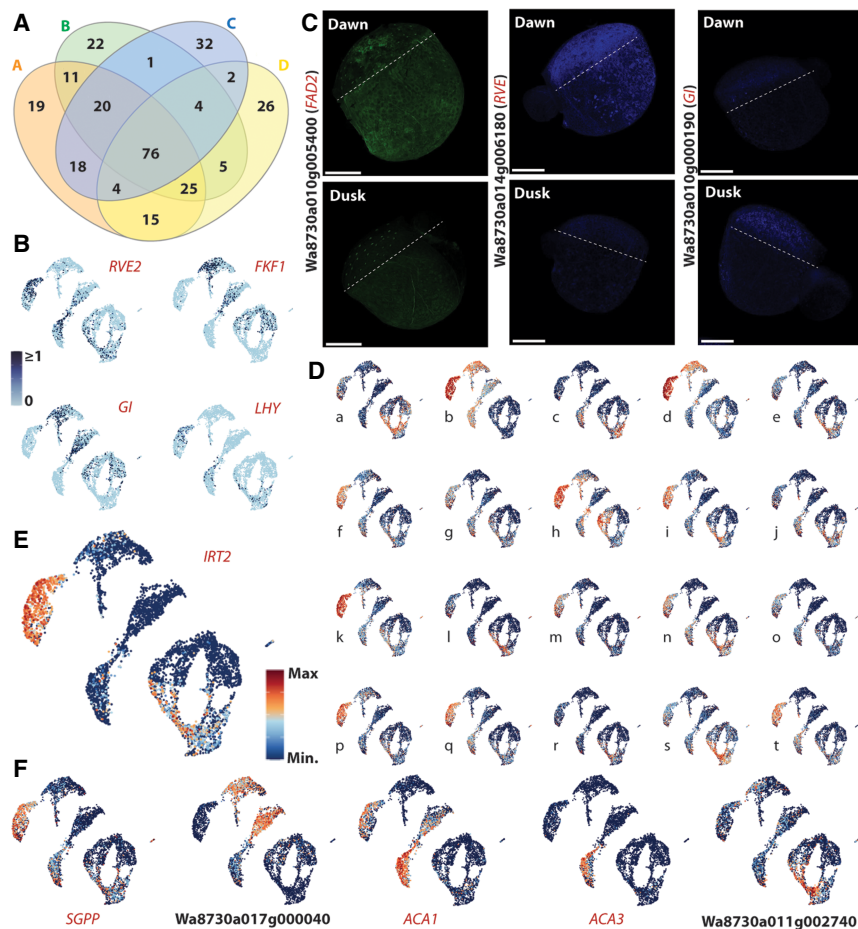 A
B
C
A
B
C
D
22
32
1
2
11
19
20
4
26
76
18
5
4
25
15
B
RVE2
FKF1
≥1
0
GI
LHY
C
Wa8730a010g005400 (FAD2)
Dawn
Dusk
Wa8730a014g006180 (RVE)
Dawn
Dusk
Wa8730a010g000190 (GI)
Dawn
Dusk
D
a
b
c
d
e
f
g
h
i
j
k
l
m
n
o
p
q
r
s
t
E
IRT2
Max
Min.
F
SGPP
Wa8730a017g000040
ACA1
ACA3
Wa8730a011g002740